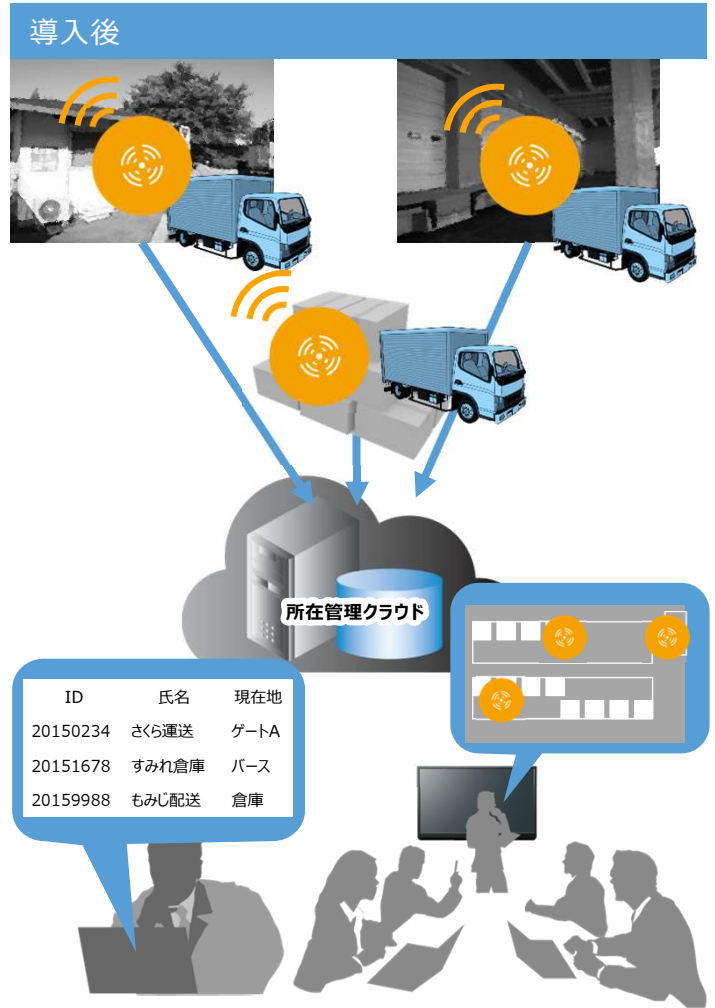 導入後
所在管理クラウド
ID 氏名 現在地
20150234 さくら運送 ゲートA
20151678 すみれ倉庫 バース
20159988 もみじ配送 倉庫